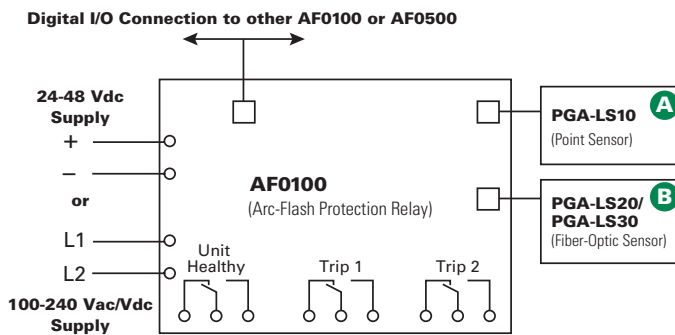 Digital I/O Connection to other AF0100 or AF0500
24-48 Vdc
Supply
+
–
or
L1
L2
100-240 Vac/Vdc
Supply
AF0100
(Arc-Flash Protection Relay)
Unit
Healthy
Trip 1
Trip 2
PGA-LS10
(Point Sensor)
A
PGA-LS20/
PGA-LS30
(Fiber-Optic Sensor)
B